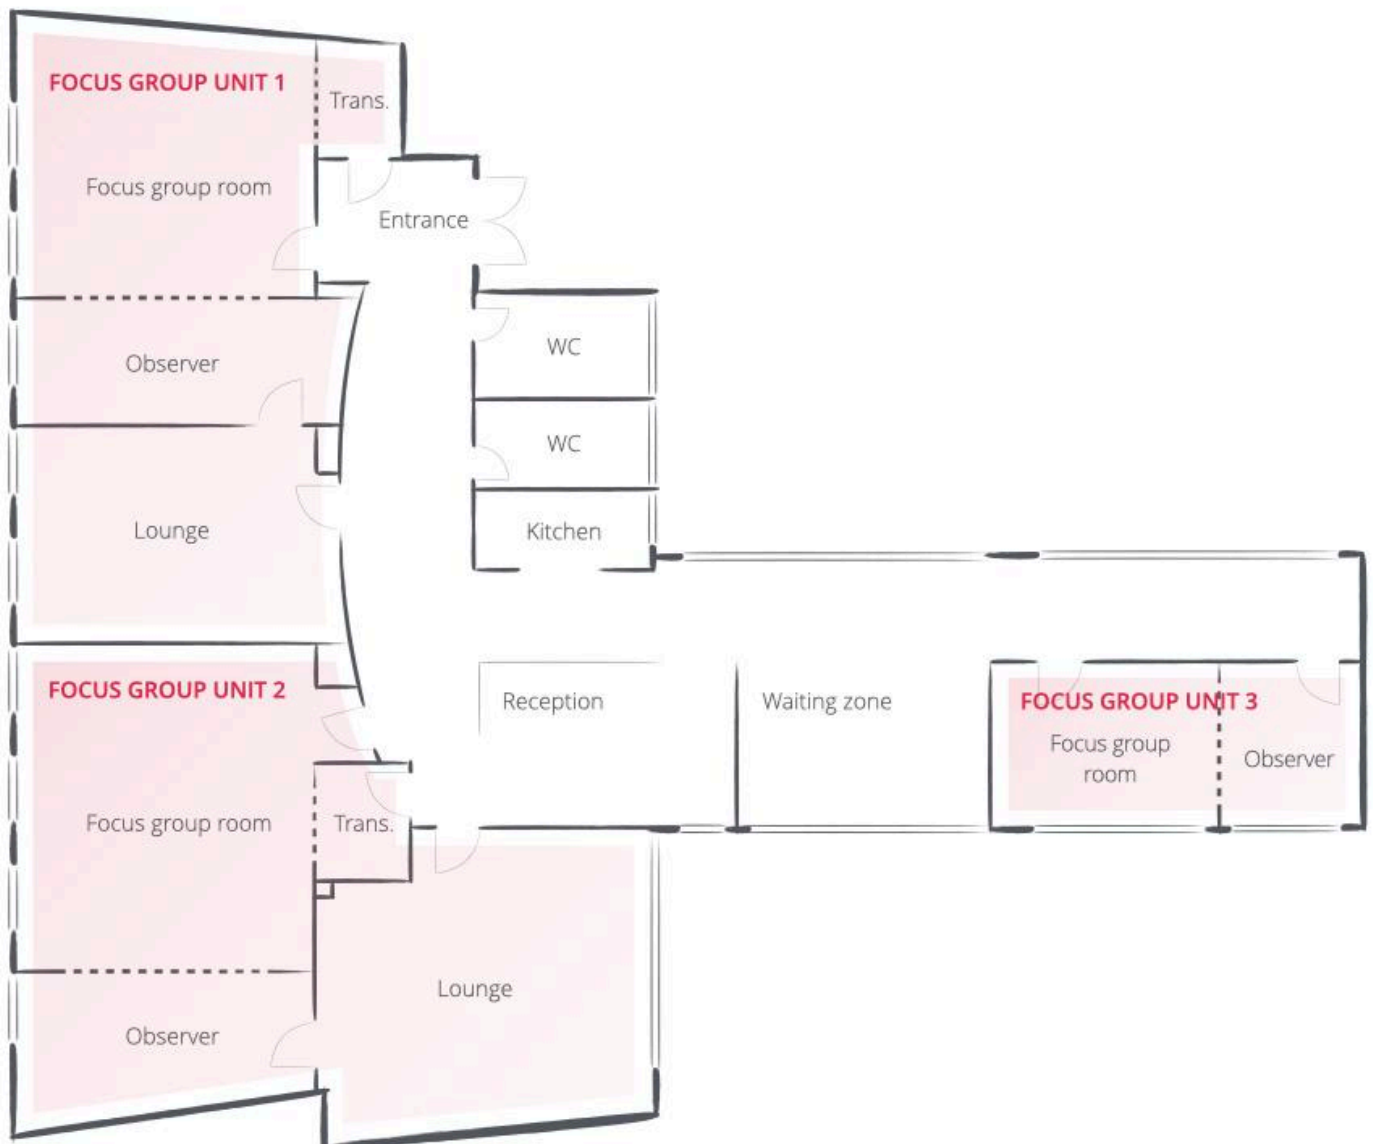 FOCUS GROUP UNIT 1
Trans.
Focus group room
Entrance
Observer
WC
WC
Lounge
Kitchen
FOCUS GROUP UNIT 2
Reception
Waiting zone
FOCUS GROUP UNIT 3
Focus group
room
Observer
Focus group room
Trans.
Lounge
Observer